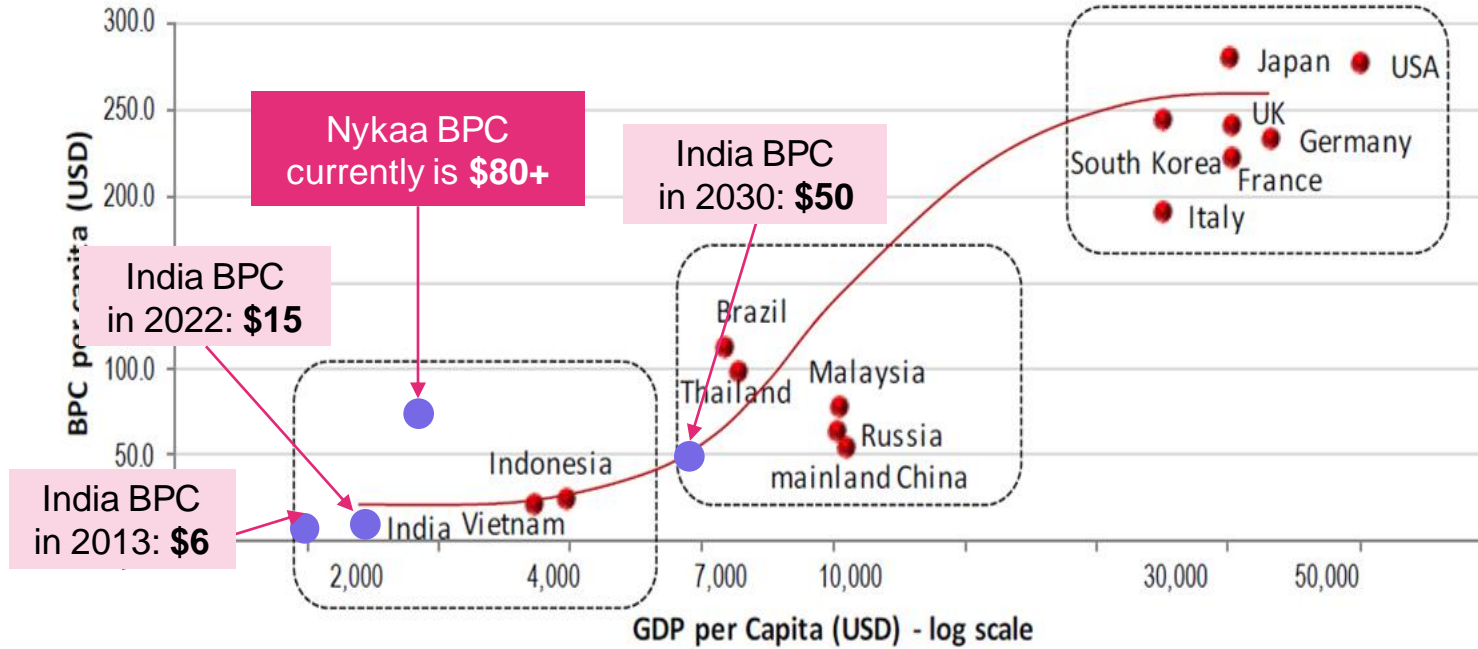 300.0
250.0
200.0
100.0
50.0
BPC per capita (USD)
Nykaa BPC
currently is $80+
India BPC
in 2030: $50
India BPC
in 2022: $15
India BPC
in 2013: $6
Japan
USA
UK
Germany
South Korea
France
Italy
Brazil
Thailand
Malaysia
Russia
mainland China
Indonesia
India
Vietnam
2,000
4,000
7,000
10,000
30,000
50,000
GDP per Capita (USD) - log scale